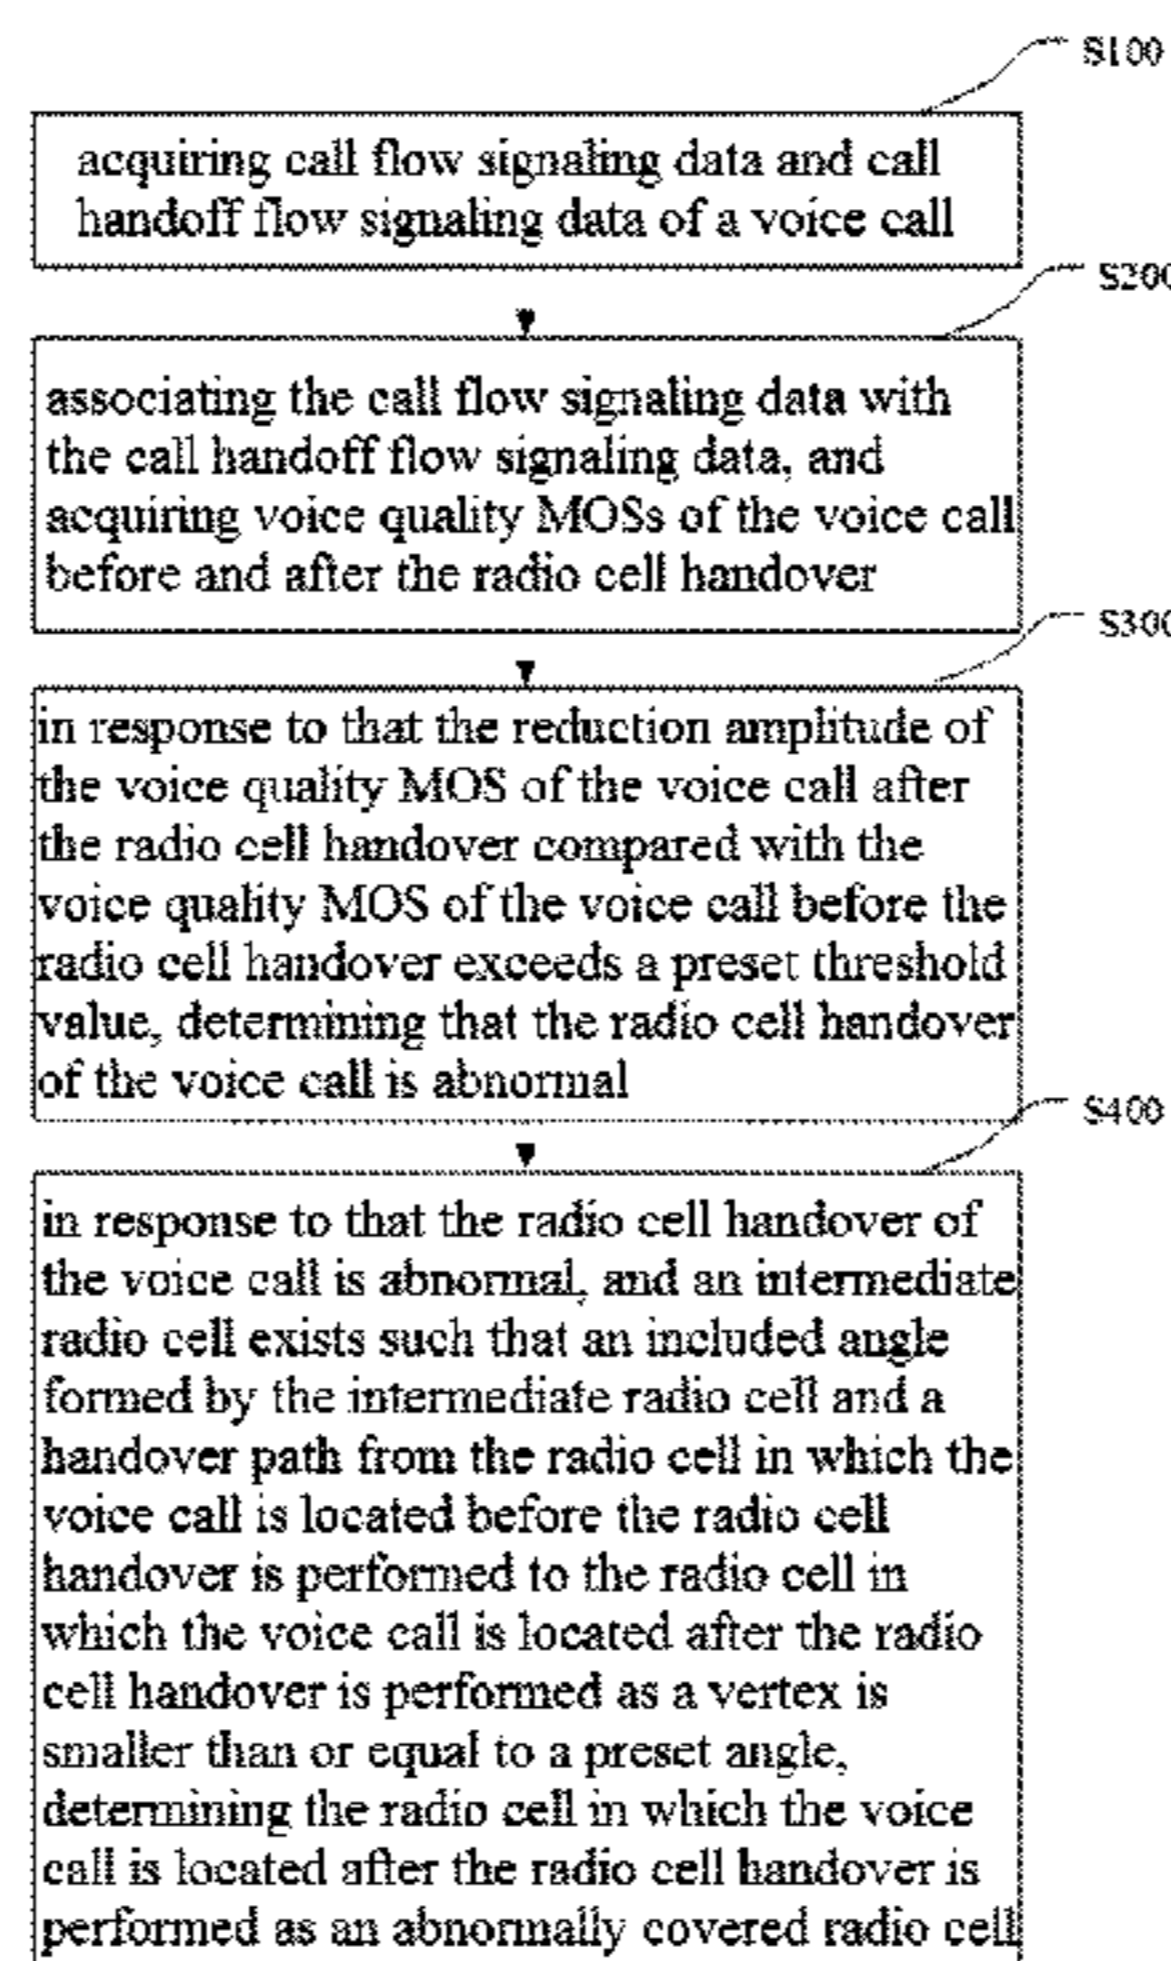 S100
acquiring call flow signaling data and call
handoff flow signaling data of a voice call
S200
associating the call flow signaling data with
the call handoff flow signaling data, and
acquiring voice quality MOSs of the voice call
before and after the radio cell handover
S300
in response to that the reduction amplitude of
the voice quality MOS of the voice call after
the radio cell handover compared with the
voice quality MOS of the voice call before the
radio cell handover exceeds a preset threshold
value, determining that the radio cell handover
of the voice call is abnormal
S400
in response to that the radio cell handover of
the voice call is abnormal, and an intermediate
radio cell exists such that an included angle
formed by the intermediate radio cell and a
handover path from the radio cell in which the
voice call is located before the radio cell
handover is performed to the radio cell in
which the voice call is located after the radio
cell handover is performed as a vertex is
smaller than or equal to a preset angle,
determining the radio cell in which the voice
call is located after the radio cell handover is
performed as an abnormally covered radio cell